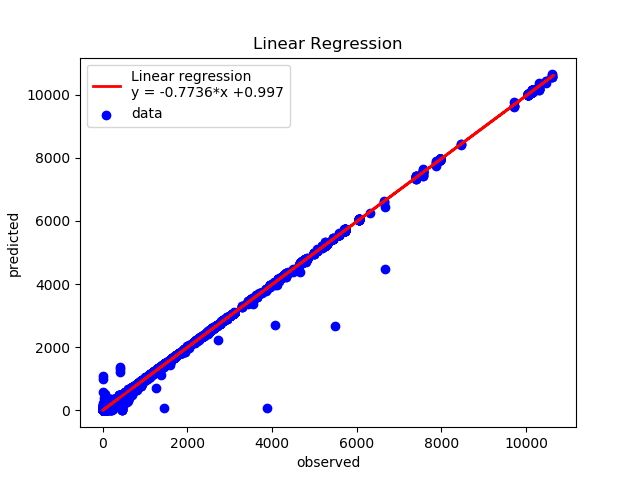 Linear Regression
Linear regression
y = -0.7736*x +0.997
data
10000
8000
6000
4000
2000
0
predicted
0 2000 4000 6000 8000 10000
observed